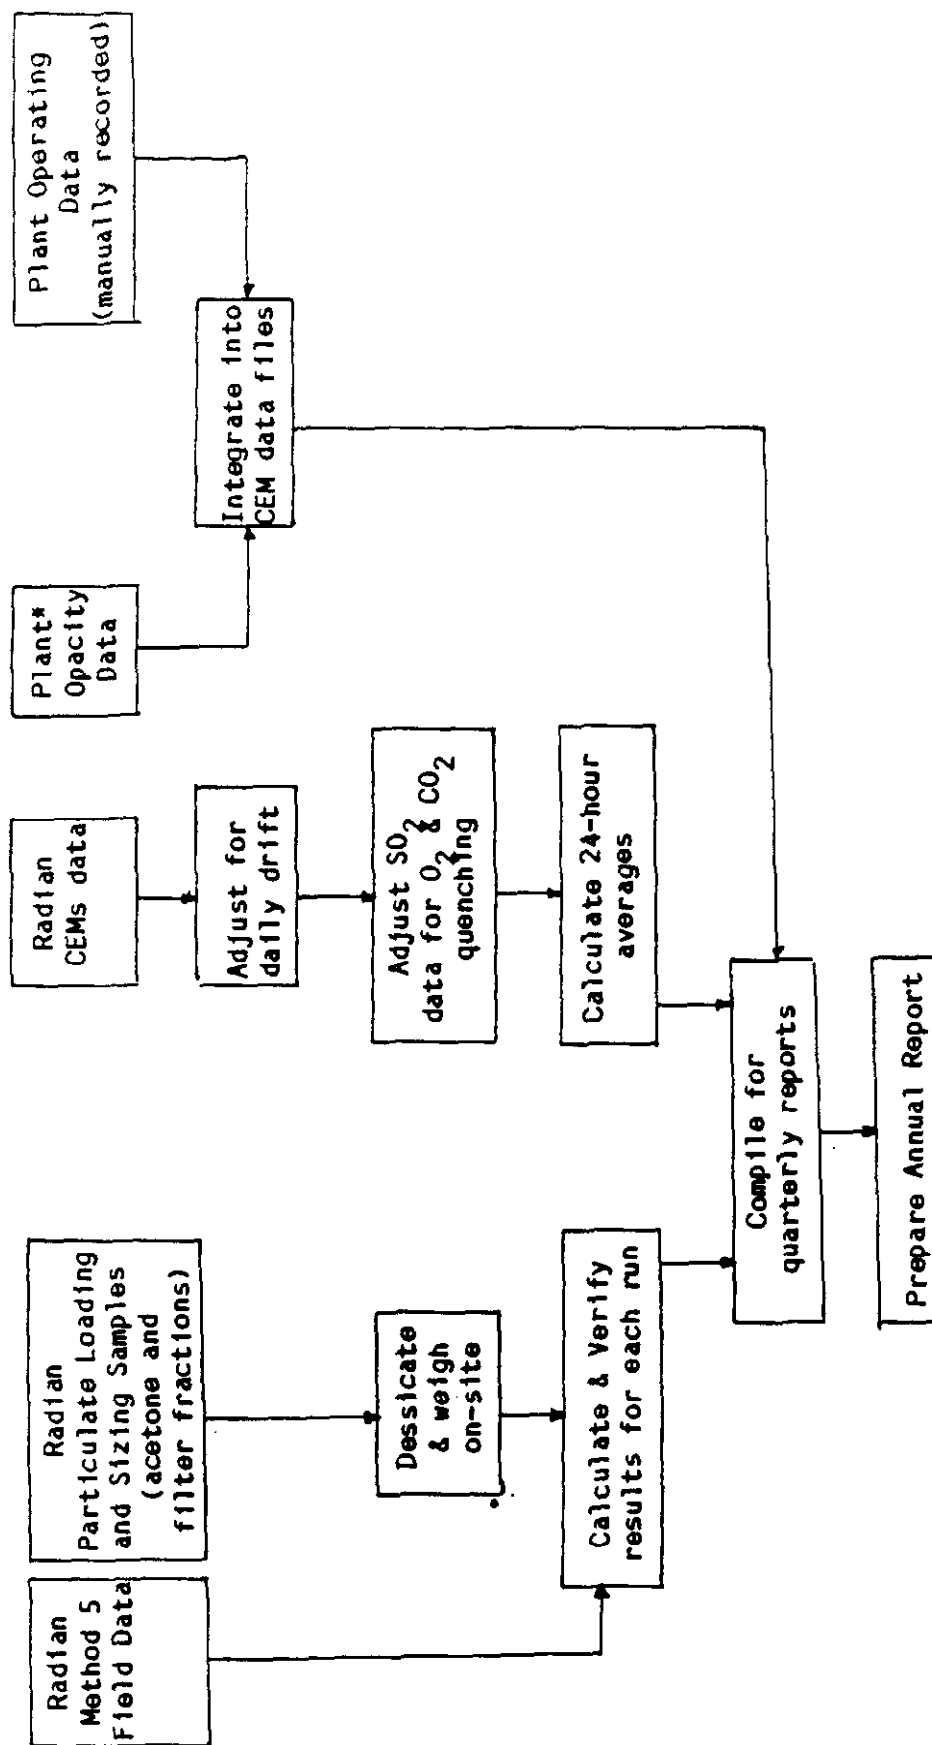 Radian
Method 5
Field Data
Radian
Particulate Loading
and Sizing Samples
(acetone and
filter fractions)
Radian
CEMs data
Plant*
Opacity
Data
Plant Operating
Data
(manually recorded)
Adjust for
daily drift
Integrate into
CEM data files
Dessicate
& weigh
on-site
Adjust SO2
data for O2 & CO2
quenching
Calculate & Verify
results for each run
Calculate 24-hour
averages
Compile for
quarterly reports
Prepare Annual Report